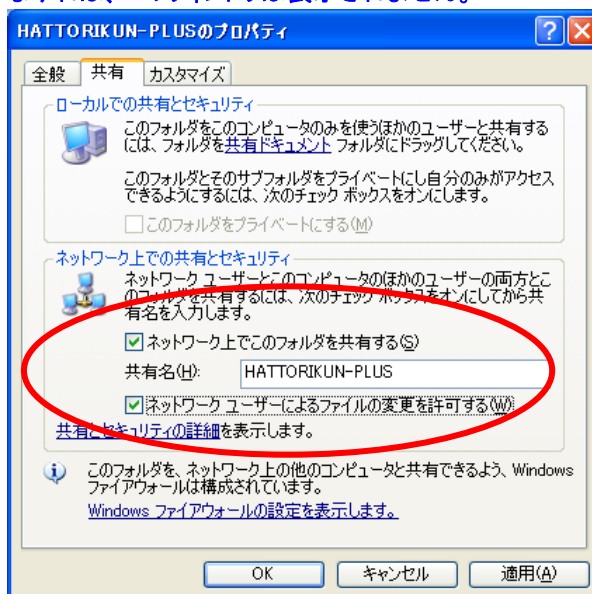 HATTORIKUN-PLUSのプロパティ
全般 共有 カスタマイズ
ローカルでの共有とセキュリティ
このフォルダをこのコンピュータのみを使うほかのユーザーと共有する
には、フォルダを共有ドキュメント フォルダにドラッグしてください。
このフォルダとそのサブフォルダをプライベートにし自分のみがアクセス
できるようにするには、次のチェック ボックスをオンにします。
このフォルダをプライベートにする(M)
ネットワーク上での共有とセキュリティ
ネットワーク ユーザーとこのコンピュータのほかのユーザーの両方とこ
のフォルダを共有するには、次のチェック ボックスをオンにしてから共
有名を入力します。
ネットワーク上でこのフォルダを共有する(S)
共有名(H): HATTORIKUN-PLUS
ネットワーク ユーザーによるファイルの変更を許可する(W)
共有とセキュリティの詳細を表示します。
このフォルダを、ネットワーク上の他のコンピュータと共有できるよう、Windows
ファイアウォールは構成されています。
Windows ファイアウォールの設定を表示します。
OK キャンセル 適用(A)